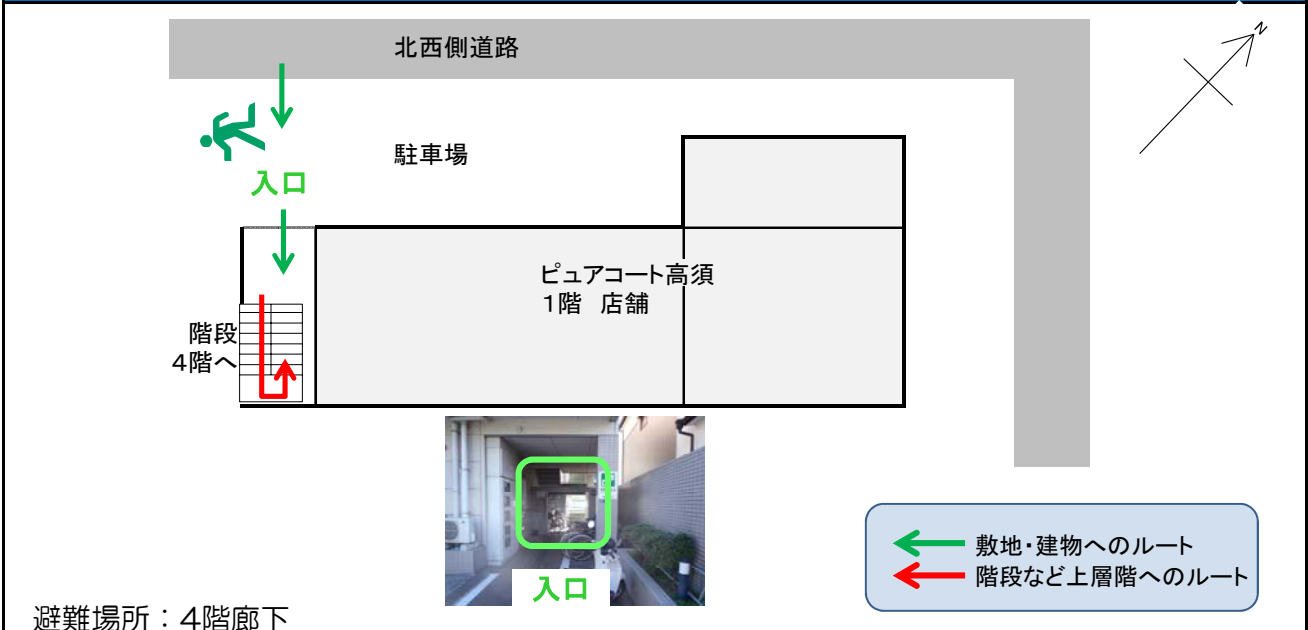 北西側道路
N
駐車場
入口
ピュアコート高須
1階 店舗
階段
4階へ
入口
敷地・建物へのルート
階段など上層階へのルート
避難場所：4階廊下